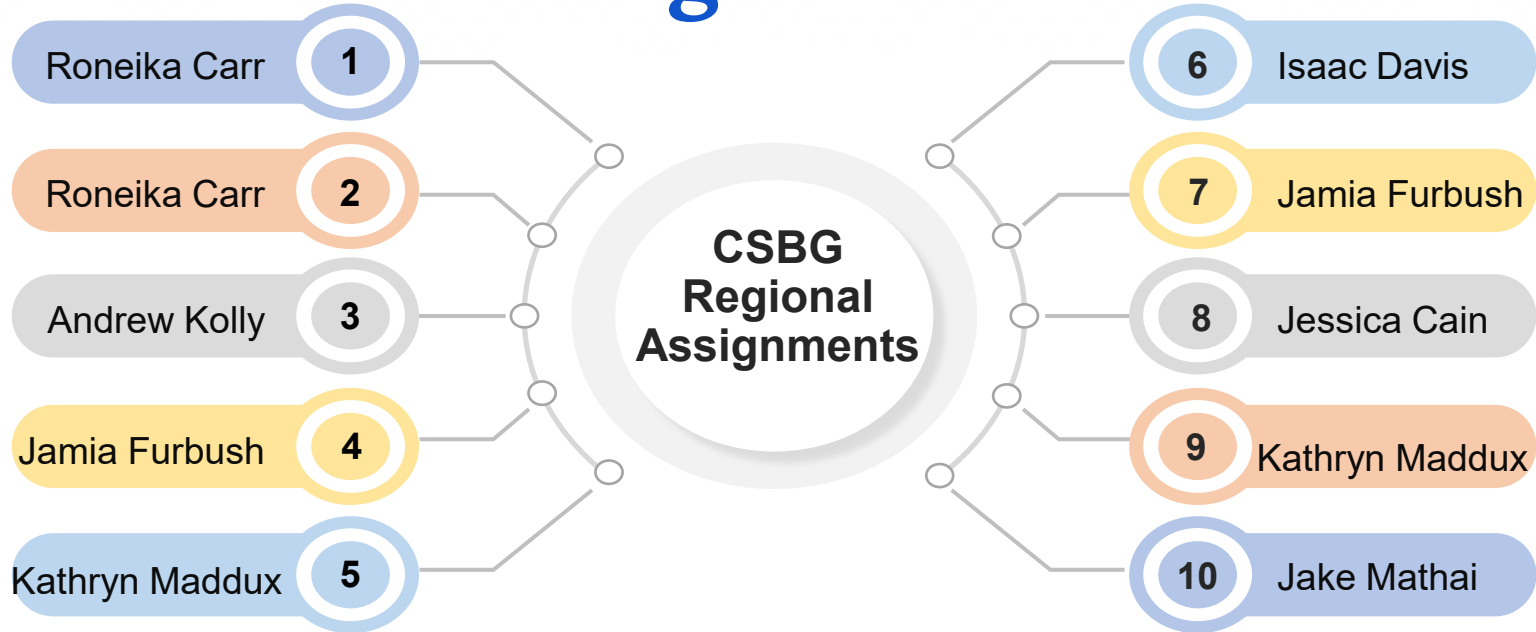 Roneika Carr 1
Roneika Carr 2
Andrew Kolly 3
Jamia Furbush 4
Kathryn Maddux 5
CSBG
Regional
Assignments
6 Isaac Davis
7 Jamia Furbush
8 Jessica Cain
9 Kathryn Maddux
10 Jake Mathai